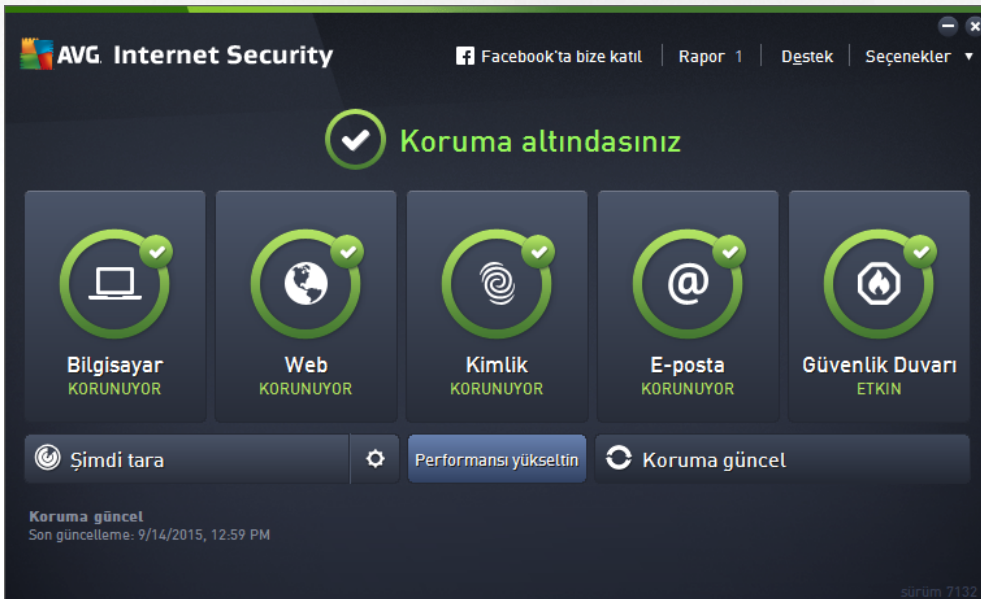 AVG Internet Security
Facebook'ta bize katıl
Rapor 1
Destek
Seçenekler
Koruma altındasınız
Bilgisayar
KORUNUYOR
Web
KORUNUYOR
Kimlik
KORUNUYOR
E-posta
KORUNUYOR
Güvenlik Duvarı
ETKIN
Şimdi tara
Performansı yükseltin
Koruma güncel
Koruma güncel
Son güncelleme: 9/14/2015, 12:59 PM
sürüm 7132